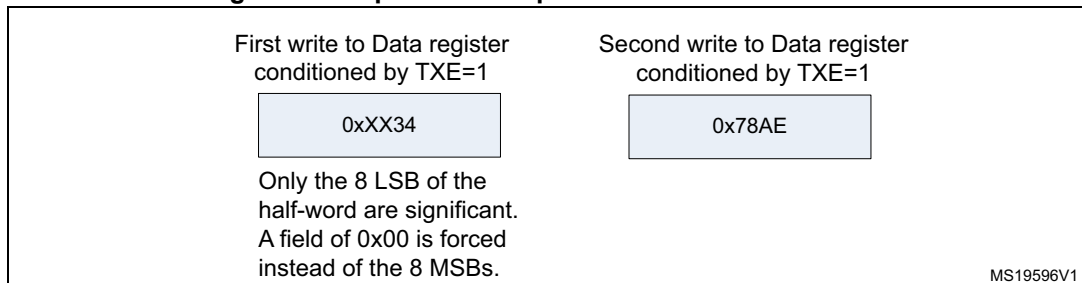 First write to Data register
conditioned by TXE=1
0xXX34
Only the 8 LSB of the
half-word are significant.
A field of 0x00 is forced
instead of the 8 MSBs.
Second write to Data register
conditioned by TXE=1
0x78AE
MS19596V1